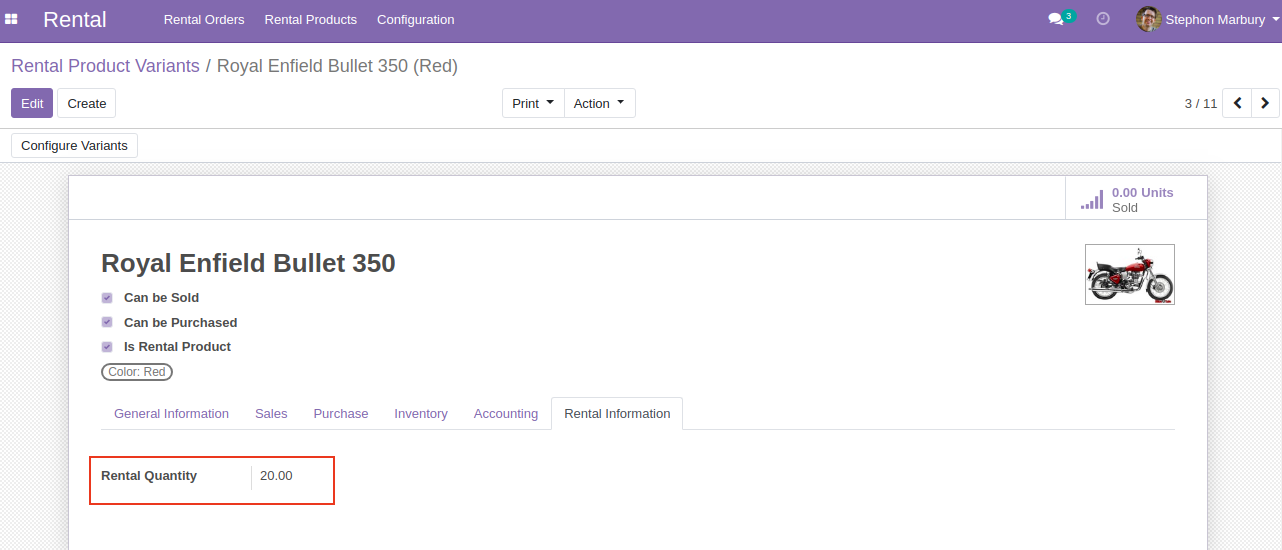 Rental Rental Orders Rental Products Configuration 3 Stephon Marbury
Rental Product Variants / Royal Enfield Bullet 350 (Red)
Edit Create Print Action 3 / 11
Configure Variants
0.00 Units
Sold
Royal Enfield Bullet 350
Can be Sold
Can be Purchased
Is Rental Product
Color: Red
General Information Sales Purchase Inventory Accounting Rental Information
Rental Quantity 20.00